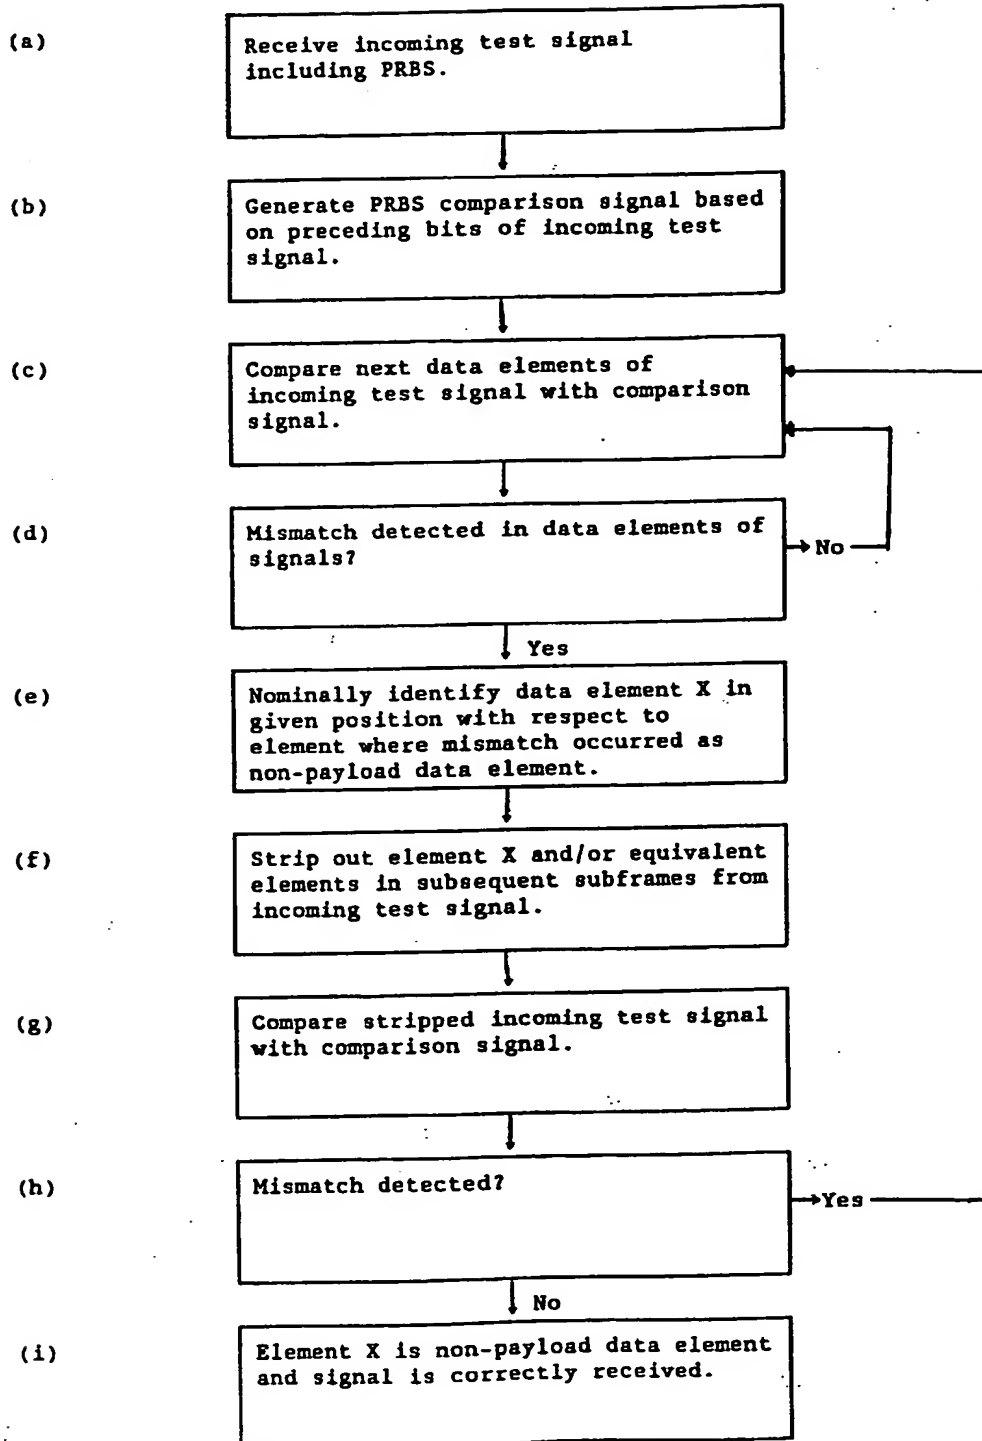 (a)
Receive incoming test signal
including PRBS.
(b)
Generate PRBS comparison signal based
on preceding bits of incoming test
signal.
(c)
Compare next data elements of
incoming test signal with comparison
signal.
(d)
Mismatch detected in data elements of
signals?
No
Yes
(e)
Nominally identify data element X in
given position with respect to
element where mismatch occurred as
non-payload data element.
(f)
Strip out element X and/or equivalent
elements in subsequent subframes from
incoming test signal.
(g)
Compare stripped incoming test signal
with comparison signal.
(h)
Mismatch detected?
Yes
No
(i)
Element X is non-payload data element
and signal is correctly received.